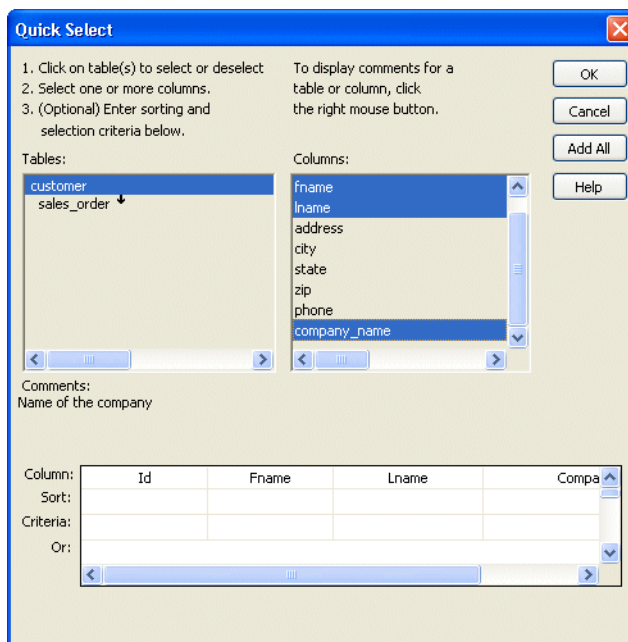 Quick Select
1. Click on table(s) to select or deselect
2. Select one or more columns.
3. (Optional) Enter sorting and
selection criteria below.
To display comments for a
table or column, click
the right mouse button.
OK
Cancel
Add All
Help
Tables:
customer
sales_order
Columns:
fname
lname
address
city
state
zip
phone
company_name
Comments:
Name of the company
Column: Id Fname Lname Compa
Sort:
Criteria:
Or: